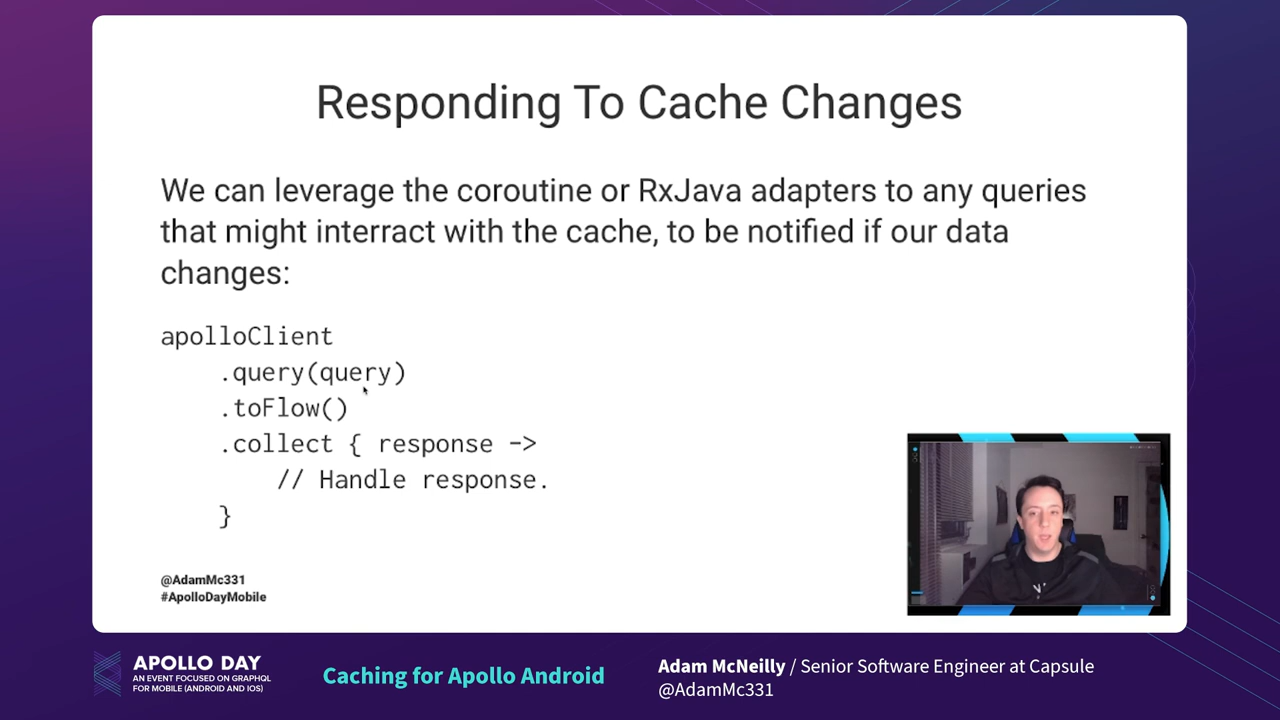 Responding To Cache Changes
We can leverage the coroutine or RxJava adapters to any queries
that might interract with the cache, to be notified if our data
changes:
apolloClient
.query(query)
.toFlow()
.collect { response ->
// Handle response.
}
@AdamMc331
#ApolloDayMobile
APOLLO DAY
AN EVENT FOCUSED ON GRAPHQL
FOR MOBILE (ANDROID AND IOS)
Caching for Apollo Android
Adam McNeilly / Senior Software Engineer at Capsule
@AdamMc331